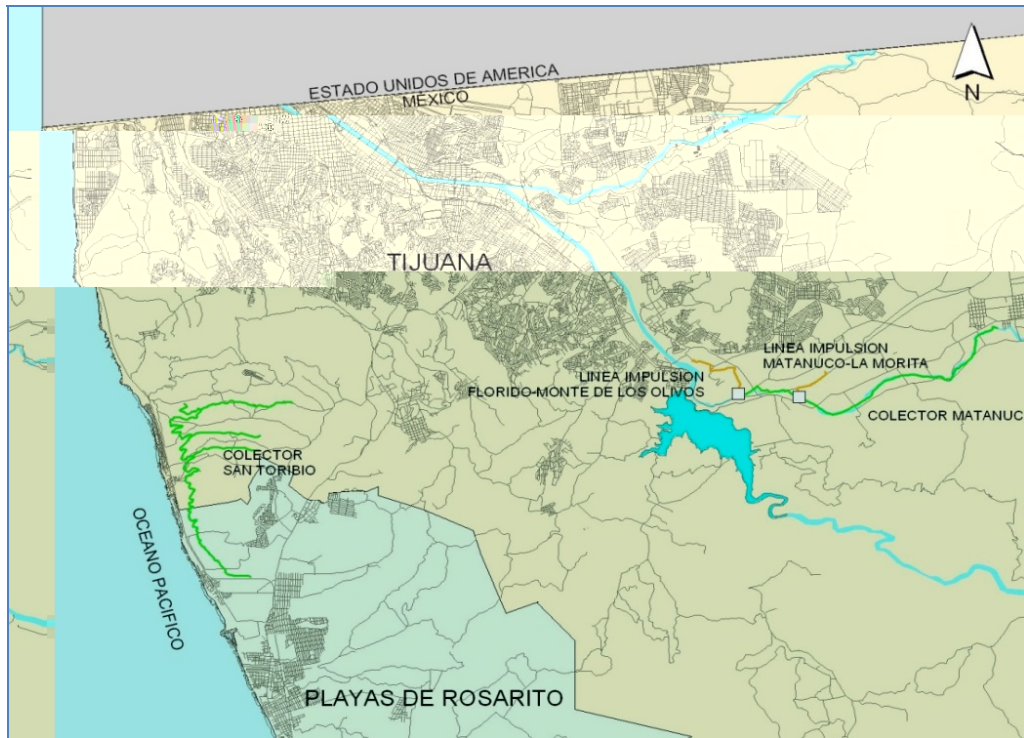 ESTADO UNIDOS DE AMERICA
MÉXICO
N
TIJUANA
LINEA IMPULSION
MATANUCO-LA MORITA
LINEA IMPULSION
FLORIDO-MONTE DE LOS OLIVOS
COLECTOR MATANUC
COLECTOR
SAN TORIBIO
OCEANO PACIFICO
PLAYAS DE ROSARITO